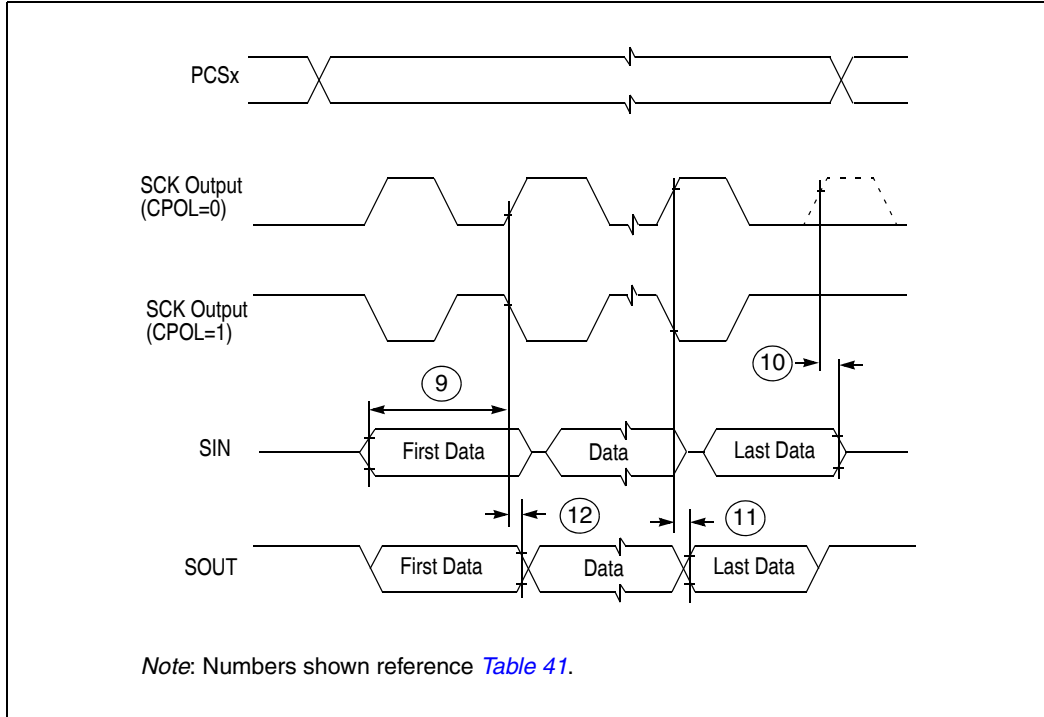 PCSx
SCK Output
(CPOL=0)
SCK Output
(CPOL=1)
10
9
SIN
First Data
Data
Last Data
12
11
SOUT
First Data
Data
Last Data
Note: Numbers shown reference Table 41.